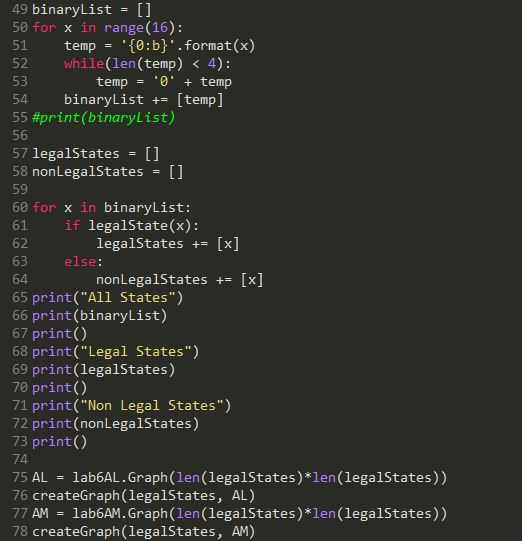 49 binaryList = []
50 for x in range(16):
51     temp = '{0:b}'.format(x)
52     while(len(temp) < 4):
53         temp = '0' + temp
54     binaryList += [temp]
55 #print(binaryList)
56
57 legalStates = []
58 nonLegalStates = []
59
60 for x in binaryList:
61     if legalState(x):
62         legalStates += [x]
63     else:
64         nonLegalStates += [x]
65 print("All States")
66 print(binaryList)
67 print()
68 print("Legal States")
69 print(legalStates)
70 print()
71 print("Non Legal States")
72 print(nonLegalStates)
73 print()
74
75 AL = lab6AL.Graph(len(legalStates)*len(legalStates))
76 createGraph(legalStates, AL)
77 AM = lab6AM.Graph(len(legalStates)*len(legalStates))
78 createGraph(legalStates, AM)